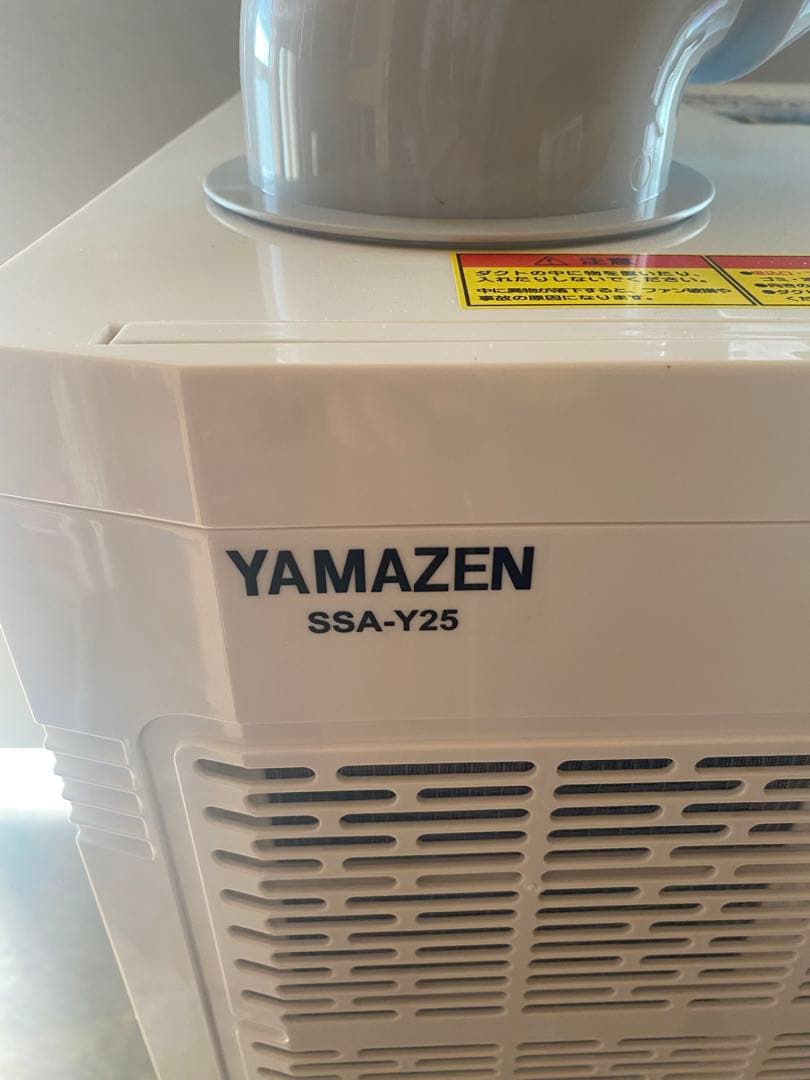 ⚠ 注意
ダクトの中に物を置いたり、
入れたりしないでください。
中に異物が落下すると、ファン破損や
事故の原因になります。
YAMAZEN
SSA-Y25